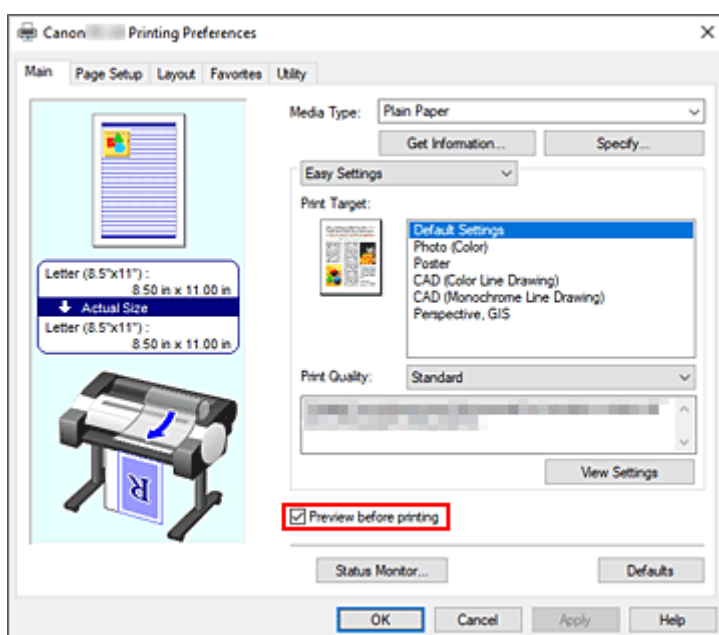 Canon Printing Preferences
Main Page Setup Layout Favorites Utility
Media Type: Plain Paper
Get Information... Specify...
Easy Settings
Print Target:
Default Settings
Photo (Color)
Poster
CAD (Color Line Drawing)
CAD (Monochrome Line Drawing)
Perspective, GIS
Letter (8.5"x11") :
8.50 in x 11.00 in
Actual Size
Letter (8.5"x11") :
8.50 in x 11.00 in
Print Quality: Standard
View Settings
R
Preview before printing
Status Monitor... Defaults
OK Cancel Apply Help